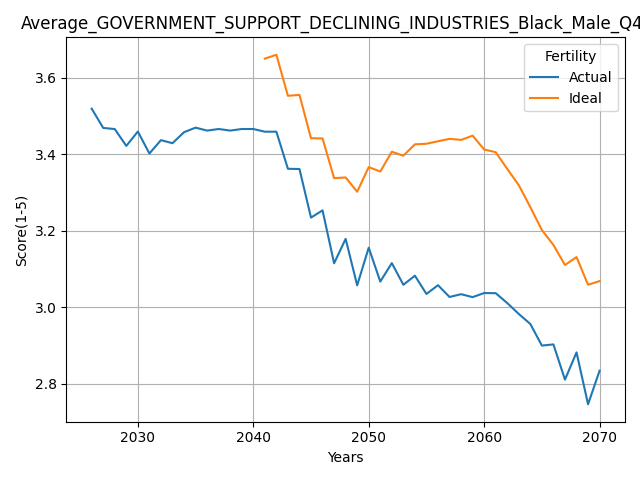 Average_GOVERNMENT_SUPPORT_DECLINING_INDUSTRIES_Black_Male_Q4
Fertility
Actual
Ideal
Score(1-5)
3.6
3.4
3.2
3.0
2.8
2030 2040 2050 2060 2070
Years